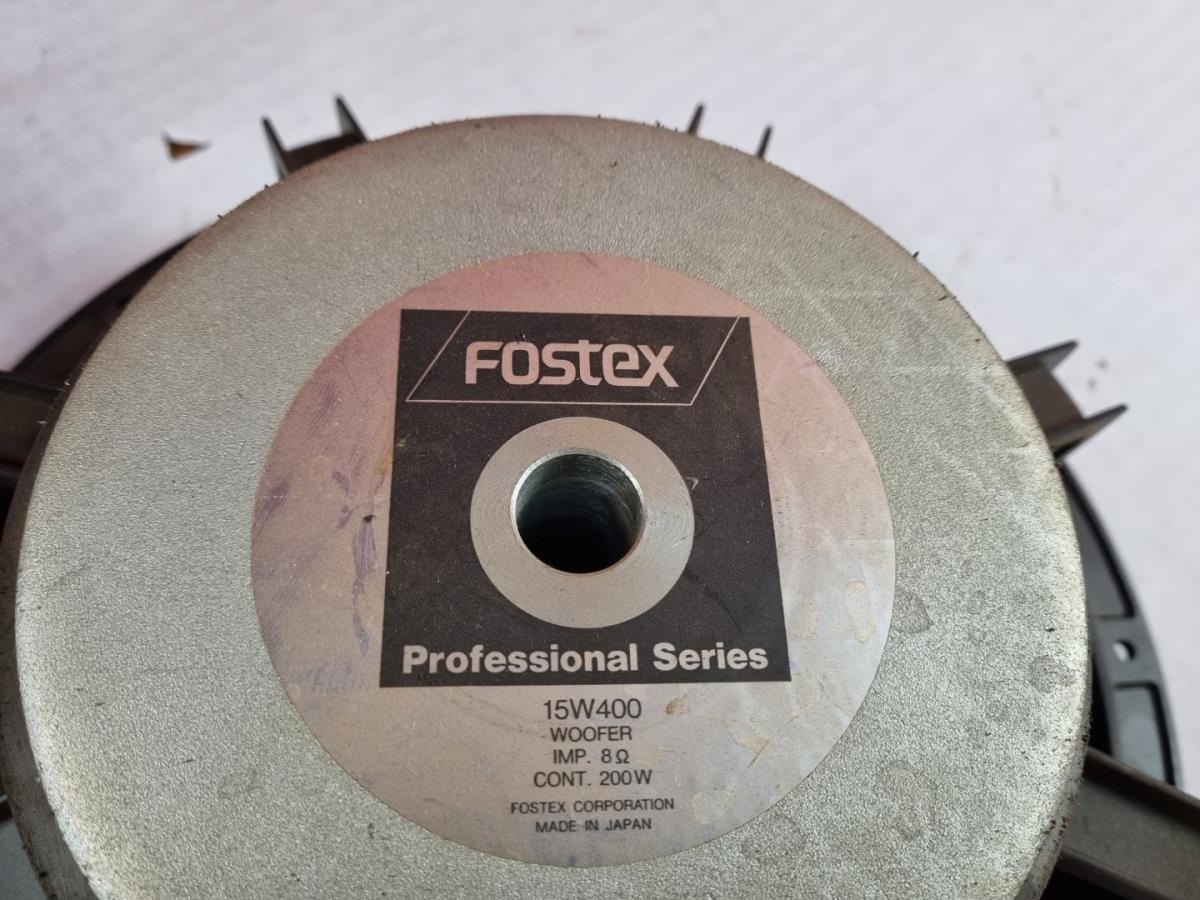 Fostex
Professional Series
15W400
WOOFER
IMP. 8Ω
CONT. 200W
FOSTEX CORPORATION
MADE IN JAPAN